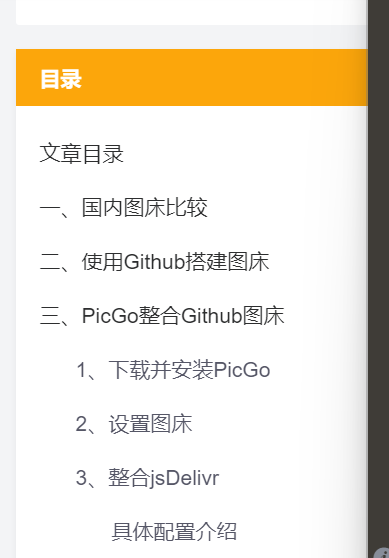 目录
文章目录
一、国内图床比较
二、使用Github搭建图床
三、PicGo整合Github图床
1、下载并安装PicGo
2、设置图床
3、整合jsDelivr
具体配置介绍